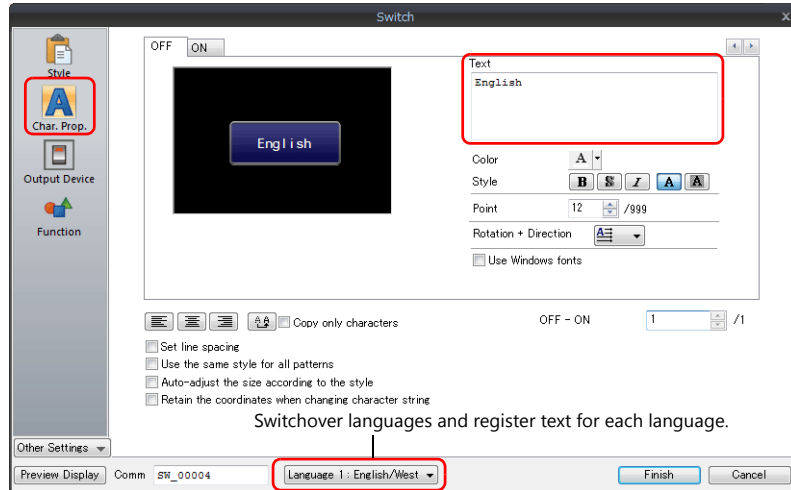 Switch
Style
Char. Prop.
Output Device
Function
OFF ON
English
Text
English
Color A
Style B S I A A
Point 12 /999
Rotation + Direction A
Use Windows fonts
Copy only characters
OFF - ON 1 /1
Set line spacing
Use the same style for all patterns
Auto-adjust the size according to the style
Retain the coordinates when changing character string
Switchover languages and register text for each language.
Other Settings
Preview Display Comm SW_00004 Language 1 : English/West Finish Cancel